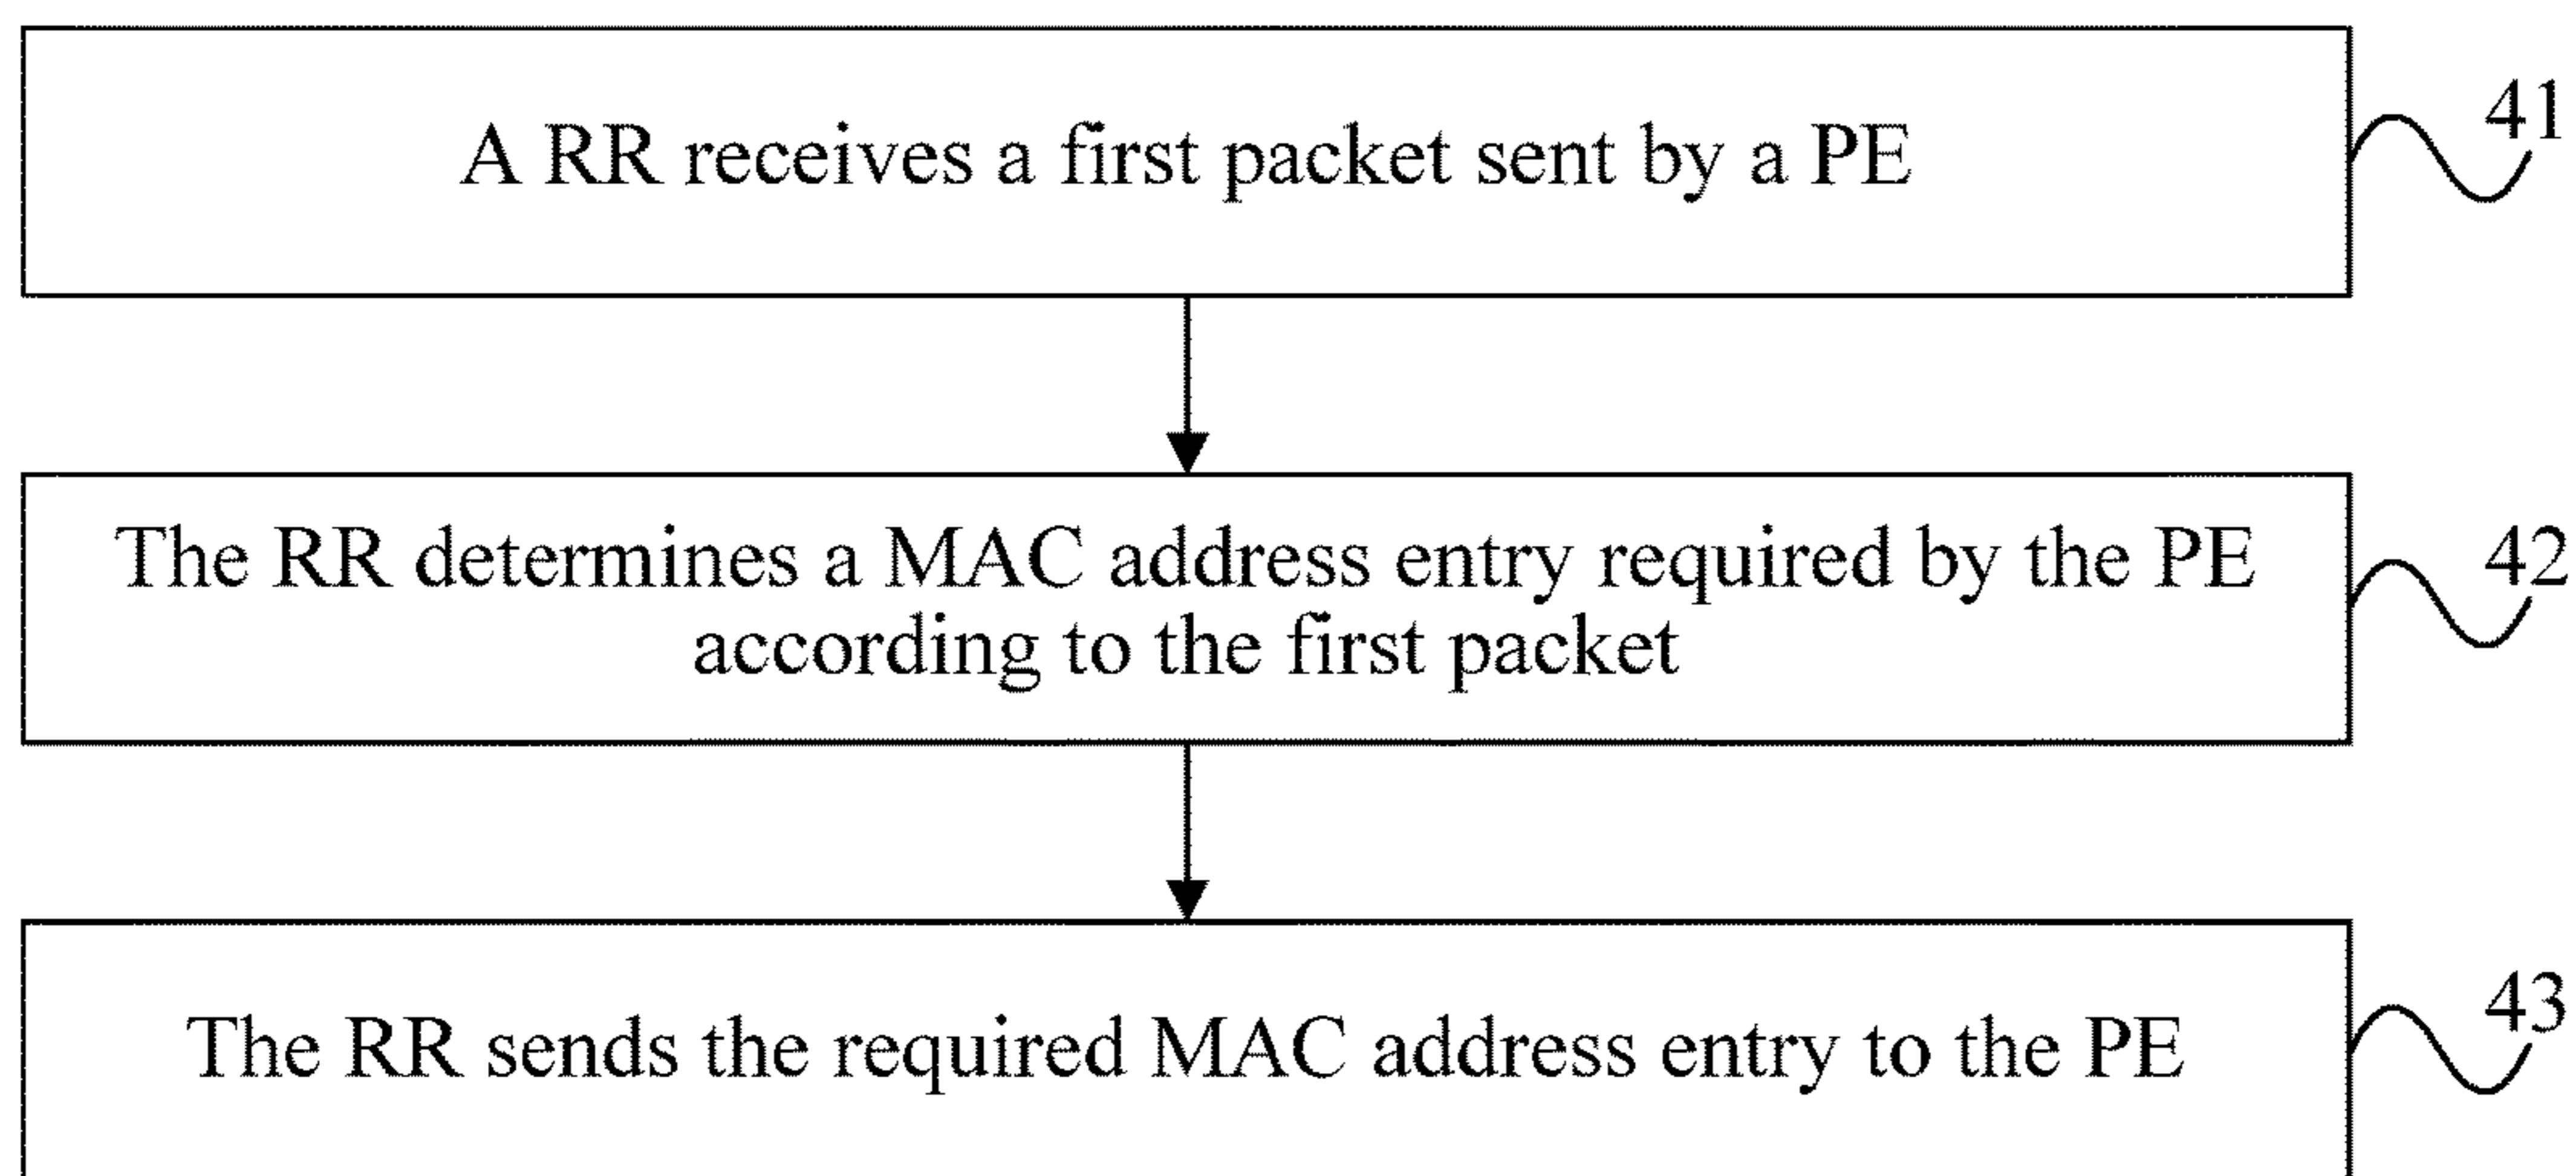 A RR receives a first packet sent by a PE
41
The RR determines a MAC address entry required by the PE
according to the first packet
42
The RR sends the required MAC address entry to the PE
43